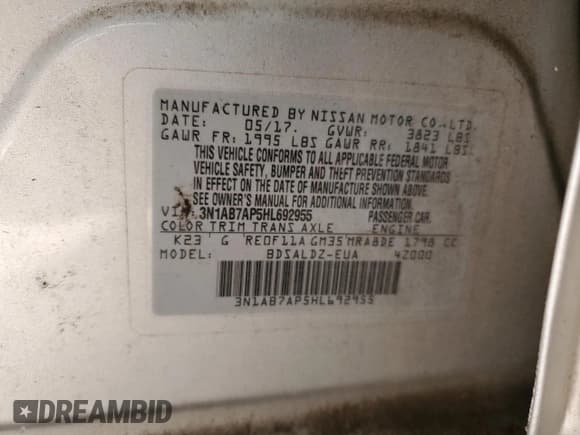 MANUFACTURED BY NISSAN MOTOR CO.,LTD.
DATE: 05/17. GVWR: 3823 LBS
GAWR FR: 1995 LBS GAWR RR: 1841 LBS.
THIS VEHICLE CONFORMS TO ALL APPLICABLE FEDERAL MOTOR
VEHICLE SAFETY, BUMPER AND THEFT PREVENTION STANDARDS
IN EFFECT ON THE DATE OF MANUFACTURE SHOWN ABOVE.
SEE OWNER'S MANUAL FOR ADDITIONAL INFORMATION
VIN: 3N1AB7AP5HL692955 PASSENGER CAR.
COLOR TRIM TRANS AXLE ENGINE
K23 G RE0F11A GM35 MRA8DE 1798 CC
MODEL: BDSALDZ-EUA 42000
3N1AB7AP5HL692955
DREAMBID